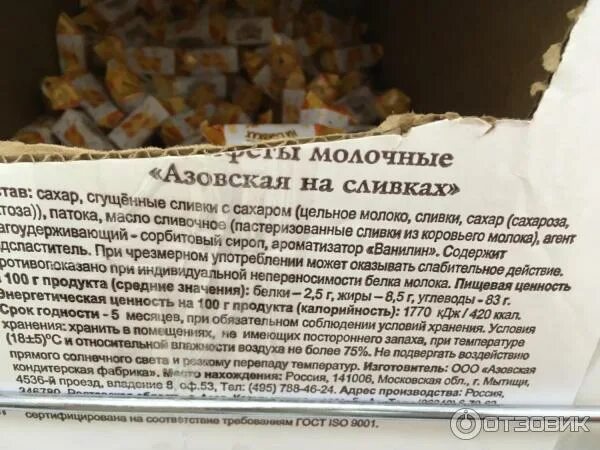 МОЛОЧНЫЕ
«Азовская на сливках»
тав: сахар, сгущённые сливки с сахаром (цельное молоко, сливки, сахар (сахароза,
ктоза)), патока, масло сливочное (пастеризованные сливки из коровьего молока), агент
агоудерживающий - сорбитовый сироп, ароматизатор «Ванилин». Содержит
дсластитель. При чрезмерном употреблении может оказывать слабительное действие.
ротивопоказано при индивидуальной непереносимости белка молока. Пищевая ценность
100 г продукта (средние значения): белки – 2,5 г, жиры – 8,5 г, углеводы - 83 г.
Энергетическая ценность на 100 г продукта (калорийность): 1770 кДж / 420 ккал.
Срок годности - 5 месяцев, при обязательном соблюдении условий хранения. Условия
хранения: хранить в помещениях, не имеющих постороннего запаха, при температуре
(18±5)°С и относительной влажности воздуха не более 75%. Не подвергать воздействию
прямого солнечного света и резкому перепаду температур. Изготовитель: ООО «Азовская
кондитерская фабрика». Место нахождения: Россия, 141006, Московская обл., г. Мытищи,
4536-й проезд, владение 8, оф.53, Тел: (495) 788-46-24. Адрес производства: Россия,
сертифицирована на соответствие требованиям ГОСТ ISO 9001.
ОТЗОВИК